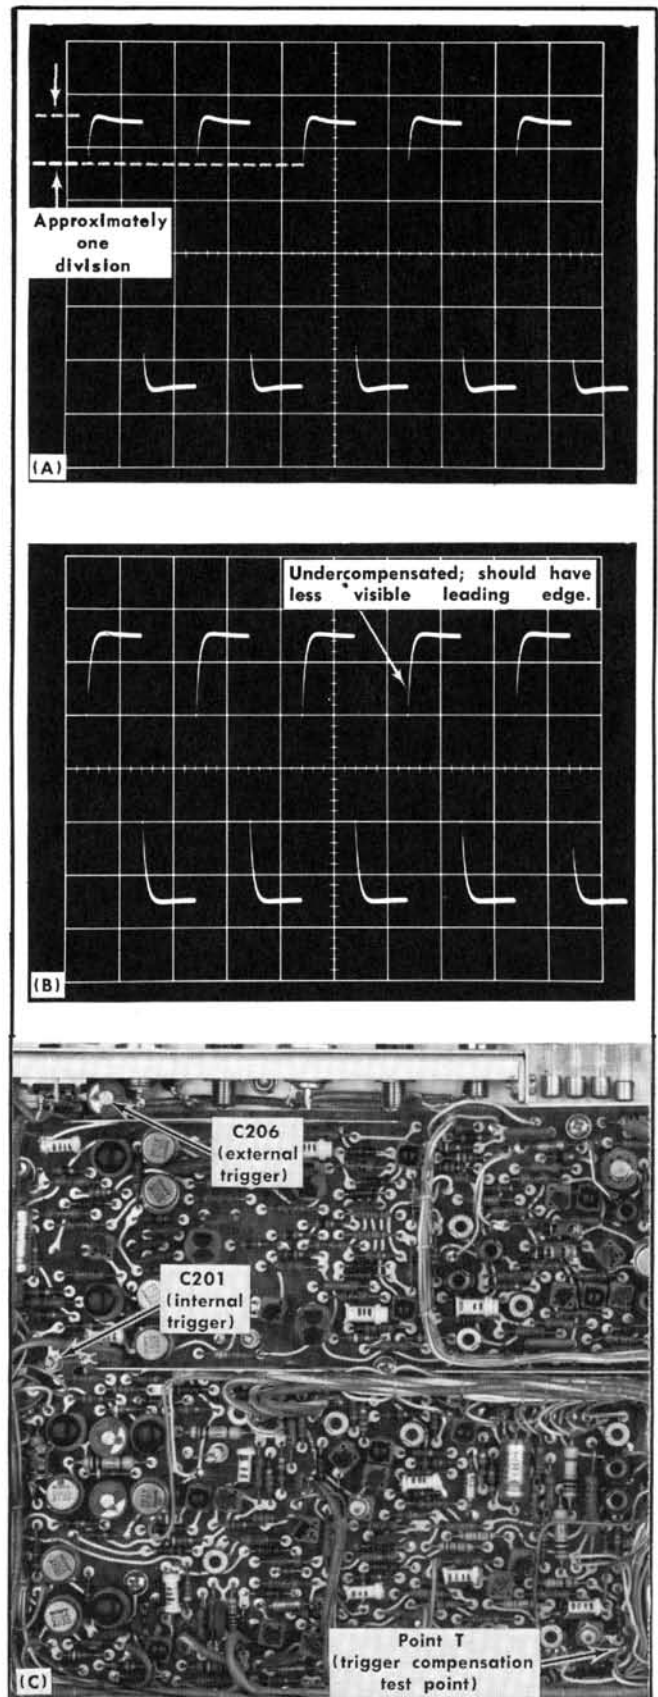 Approximately
one
division
(A)
Undercompensated; should have
less visible leading edge.
(B)
C206
(external
trigger)
C201
(internal
trigger)
Point T
(trigger compensation
test point)
(C)